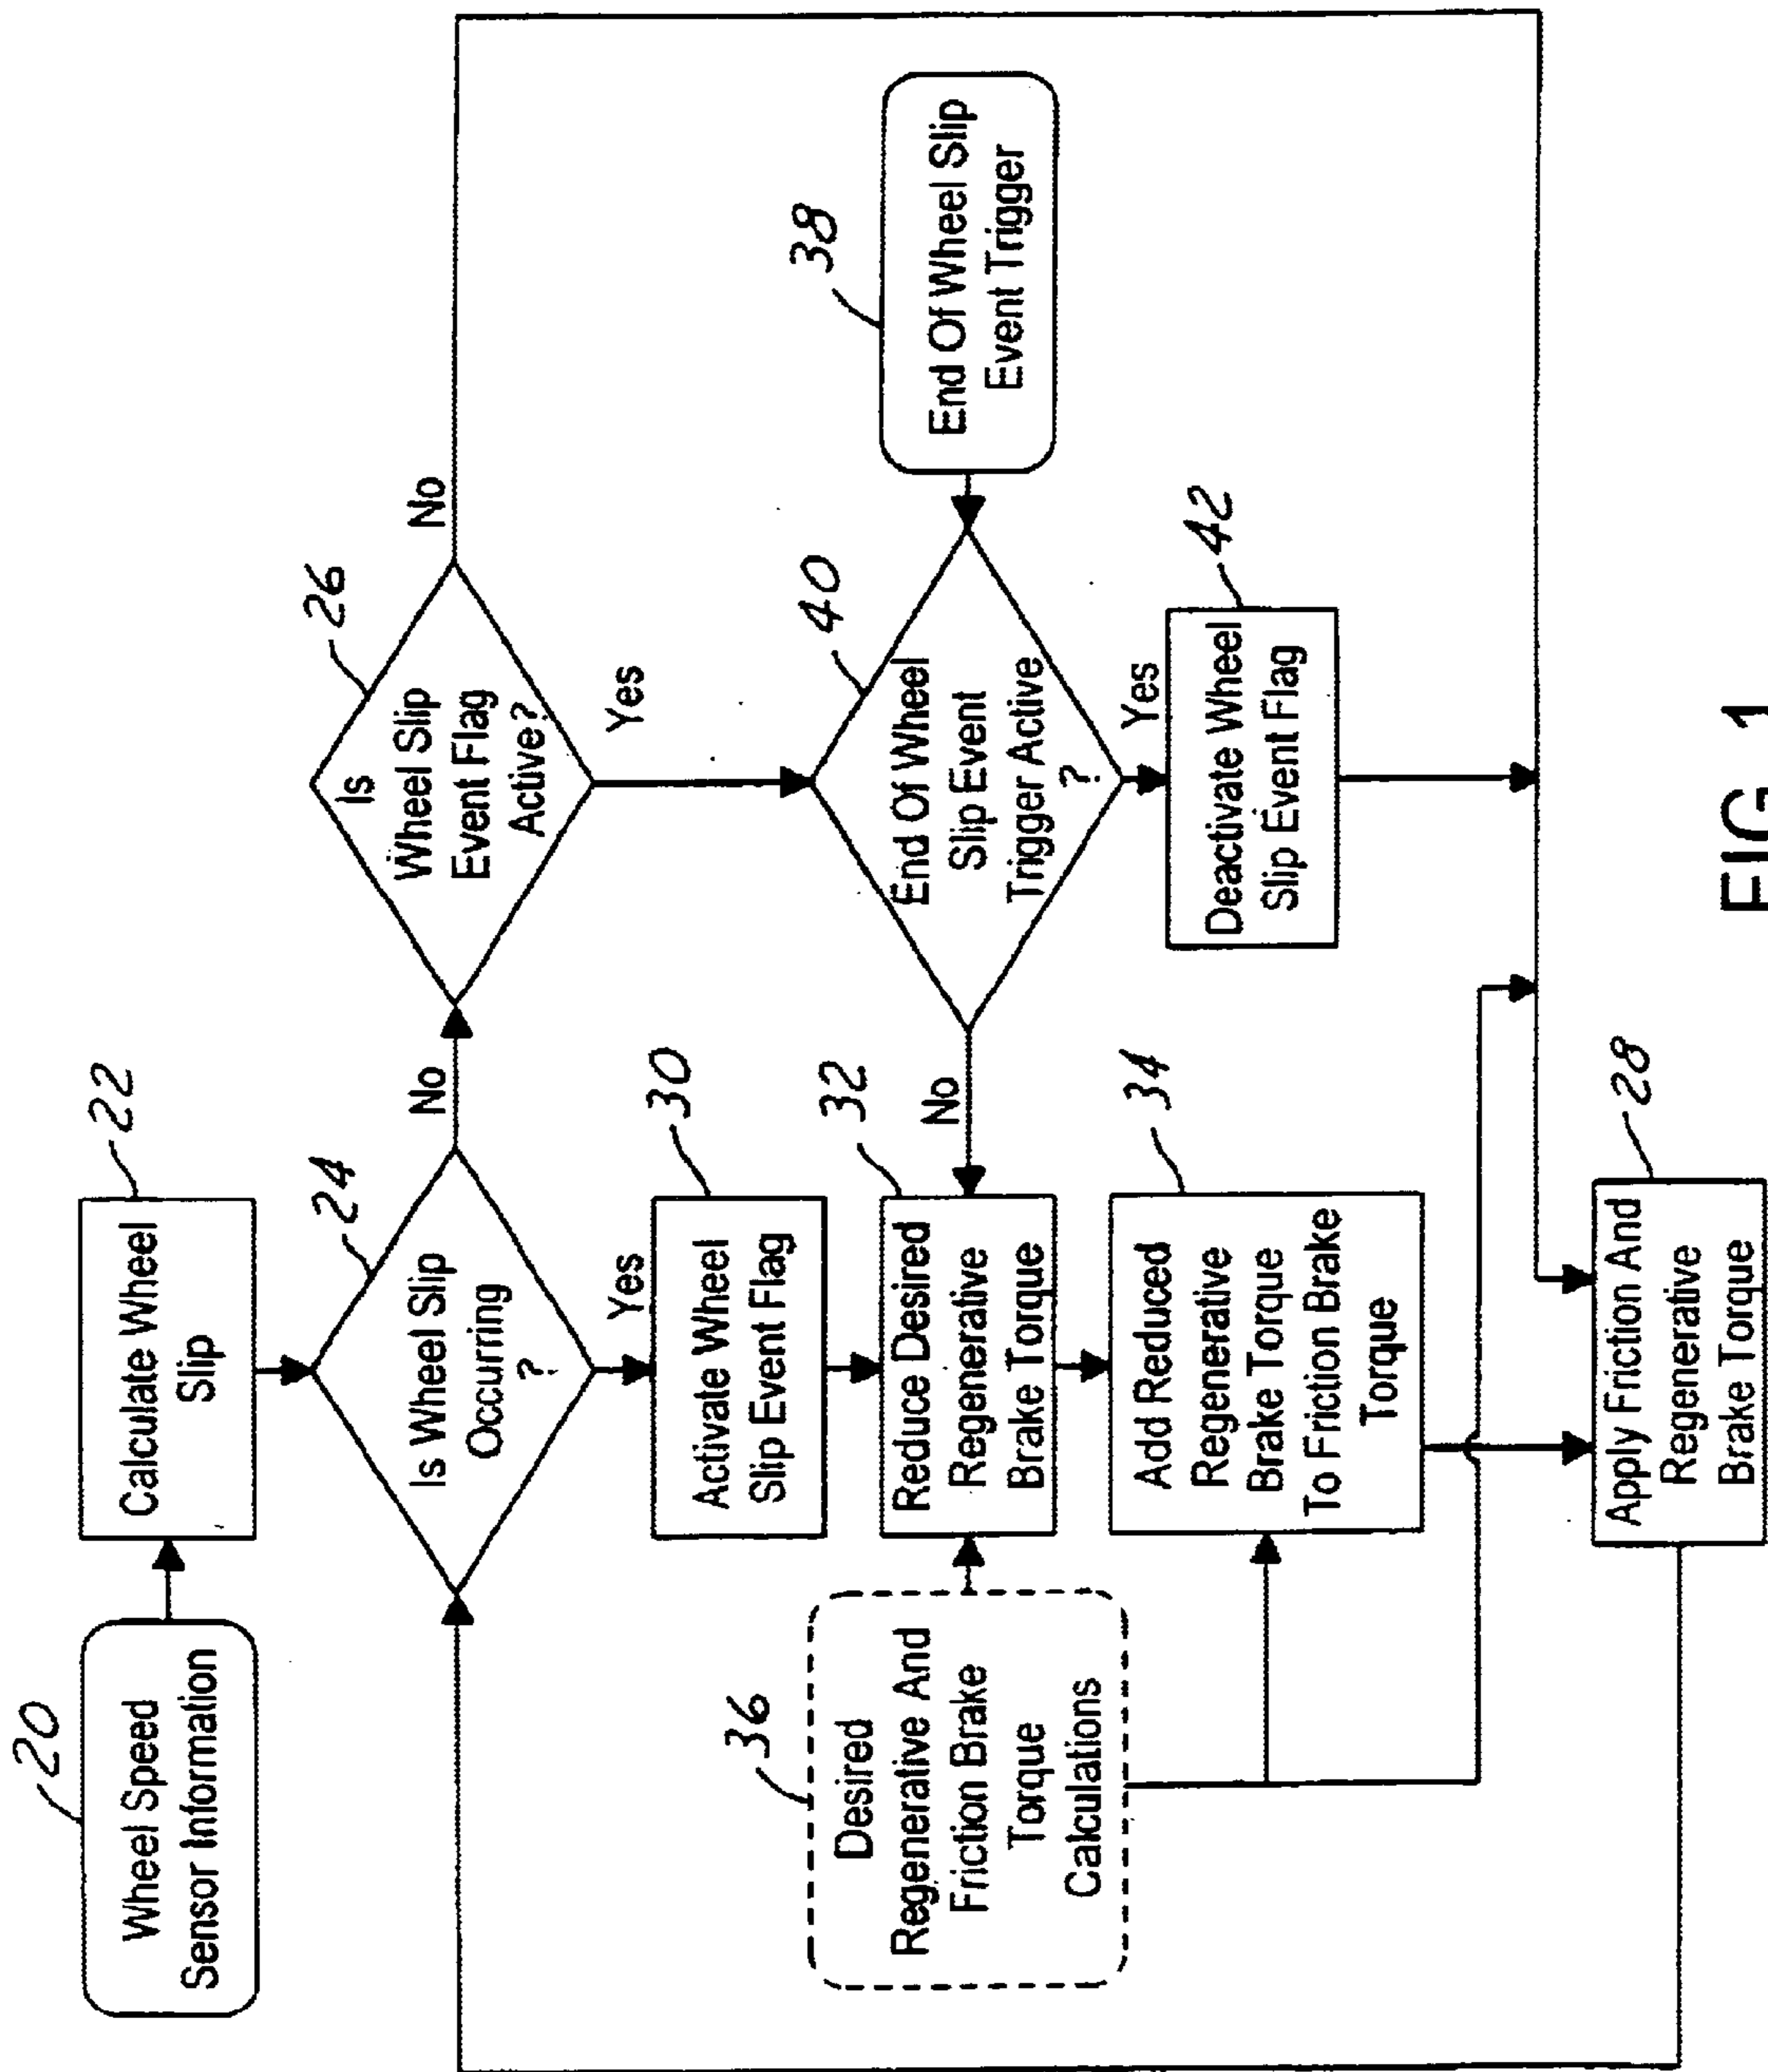 20
Wheel Sped
Sensor Information
22
Calculate Wheel
Slip
24
Is Wheel Slip
Occurring
?
No
Yes
26
Is
Wheel Slip
Event Flag
Active?
No
Yes
30
Activate Wheel
Slip Event Flag
36
Desired
Regenerative And
Friction Brake
Torque
Calculations
32
Reduce Desired
Regenerative
Brake Torque
No
40
End Of Wheel
Slip Event
Trigger Active
?
Yes
38
End Of Wheel Slip
Event Trigger
34
Add Reduced
Regenerative
Brake Torque
To Friction Brake
Torque
42
Deactivate Wheel
Slip Event Flag
28
Apply Friction And
Regenerative
Brake Torque
FIG. 1